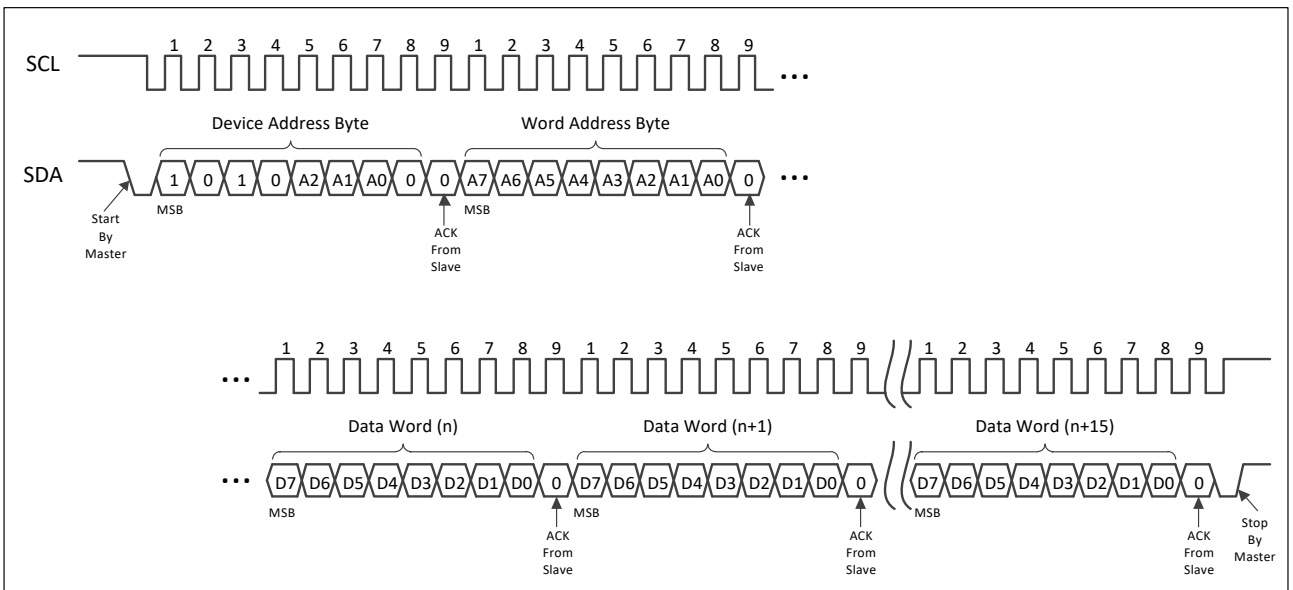 1 2 3 4 5 6 7 8 9 1 2 3 4 5 6 7 8 9
SCL
Device Address Byte Word Address Byte
SDA 1 0 1 0 A2 A1 A0 0 0 A7 A6 A5 A4 A3 A2 A1 A0 0
MSB MSB
Start
By
Master
ACK
From
Slave
ACK
From
Slave
1 2 3 4 5 6 7 8 9 1 2 3 4 5 6 7 8 9 1 2 3 4 5 6 7 8 9
Data Word (n) Data Word (n+1) Data Word (n+15)
D7 D6 D5 D4 D3 D2 D1 D0 0 D7 D6 D5 D4 D3 D2 D1 D0 0 D7 D6 D5 D4 D3 D2 D1 D0 0
MSB MSB MSB
ACK
From
Slave
ACK
From
Slave
ACK
From
Slave
Stop
By
Master